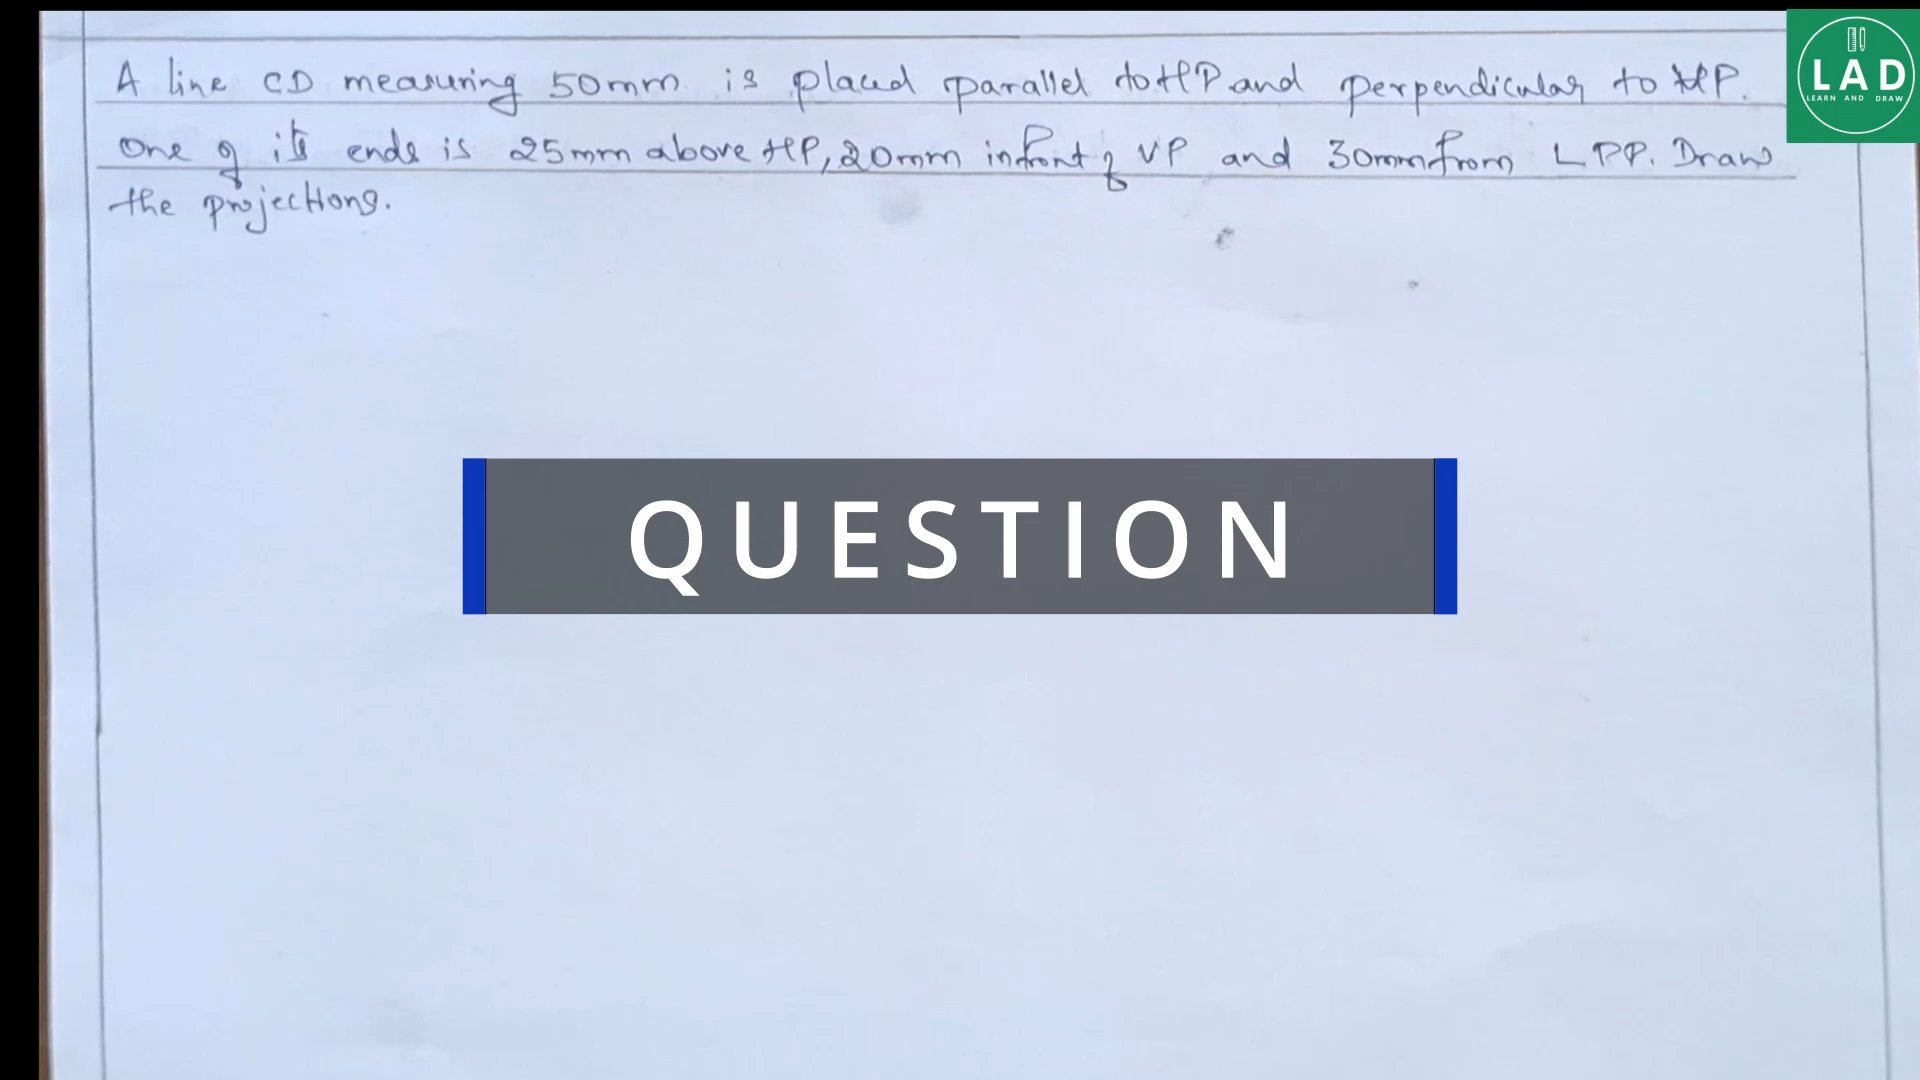 A line CD measuring 50mm is placed parallel to HP and perpendicular to VP.
One of its ends is 25mm above HP, 20mm infront of VP and 30mm from LPP. Draw
the projections.
LAD
LEARN AND DRAW
QUESTION